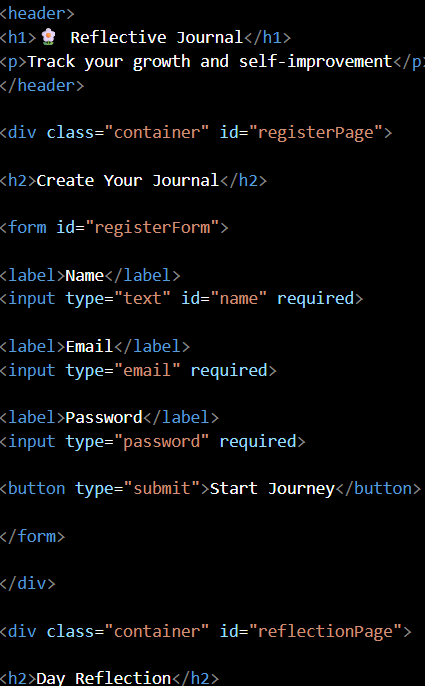 <header>
<h1>🌸 Reflective Journal</h1>
<p>Track your growth and self-improvement</p
</header>
<div class="container" id="registerPage">
<h2>Create Your Journal</h2>
<form id="registerForm">
<label>Name</label>
<input type="text" id="name" required>
<label>Email</label>
<input type="email" required>
<label>Password</label>
<input type="password" required>
<button type="submit">Start Journey</button>
</form>
</div>
<div class="container" id="reflectionPage">
<h2>Day Reflection</h2>